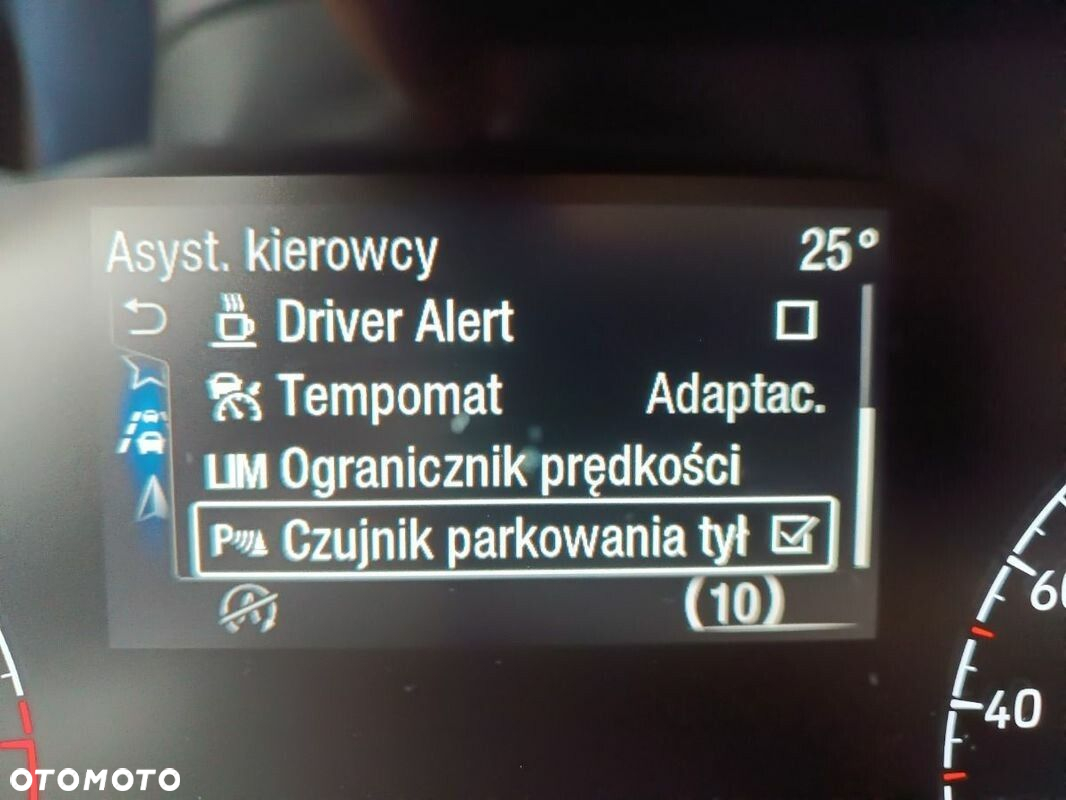 Asyst. kierowcy 25°
Driver Alert
Tempomat Adaptac.
LIM Ogranicznik prędkości
P Czujnik parkowania tył
A (10)
60
40
OTOMOTO